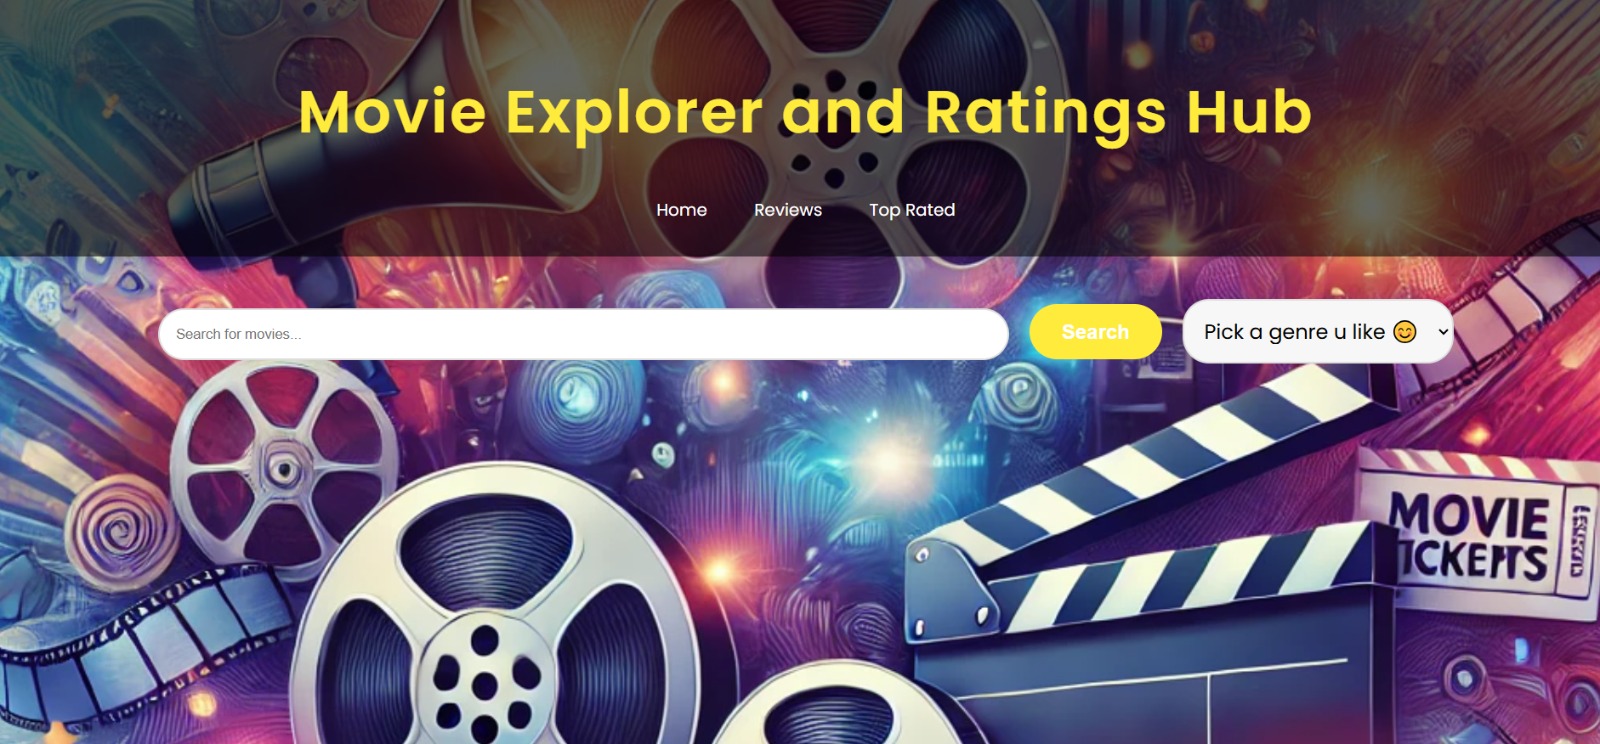 Movie Explorer and Ratings Hub
Home Reviews Top Rated
Search for movies... Search Pick a genre u like 😊
MOVIE